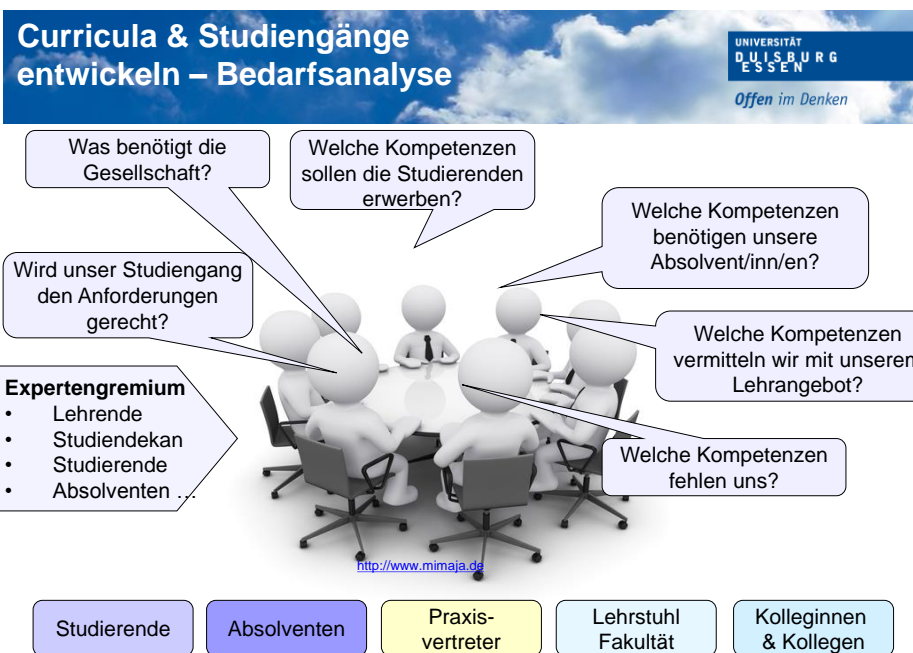 Curricula & Studiengänge
entwickeln – Bedarfsanalyse
UNIVERSITÄT
DUISBURG
ESSEN
Offen im Denken
Was benötigt die
Gesellschaft?
Welche Kompetenzen
sollen die Studierenden
erwerben?
Welche Kompetenzen
benötigen unsere
Absolvent/inn/en?
Wird unser Studiengang
den Anforderungen
gerecht?
Welche Kompetenzen
vermitteln wir mit unserem
Lehrangebot?
Expertengremium
• Lehrende
• Studiendekan
• Studierende
• Absolventen …
Welche Kompetenzen
fehlen uns?
http://www.mimaja.de
Studierende
Absolventen
Praxis-
vertreter
Lehrstuhl
Fakultät
Kolleginnen
& Kollegen